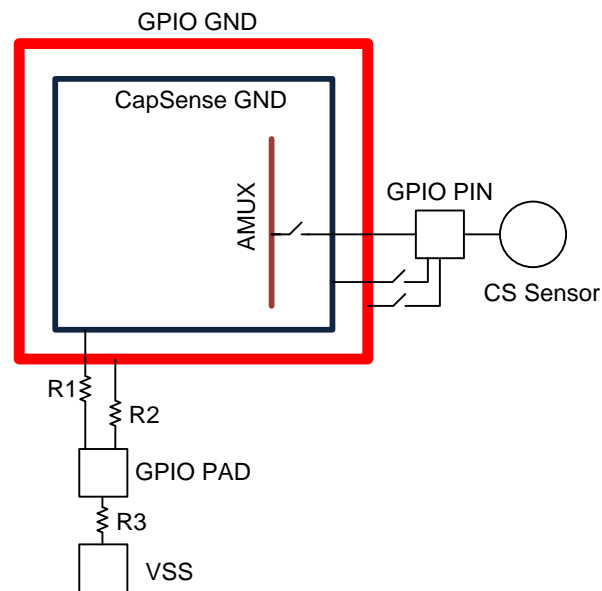 GPIO GND
CapSense GND
AMUX
GPIO PIN
CS Sensor
R1
R2
GPIO PAD
R3
VSS